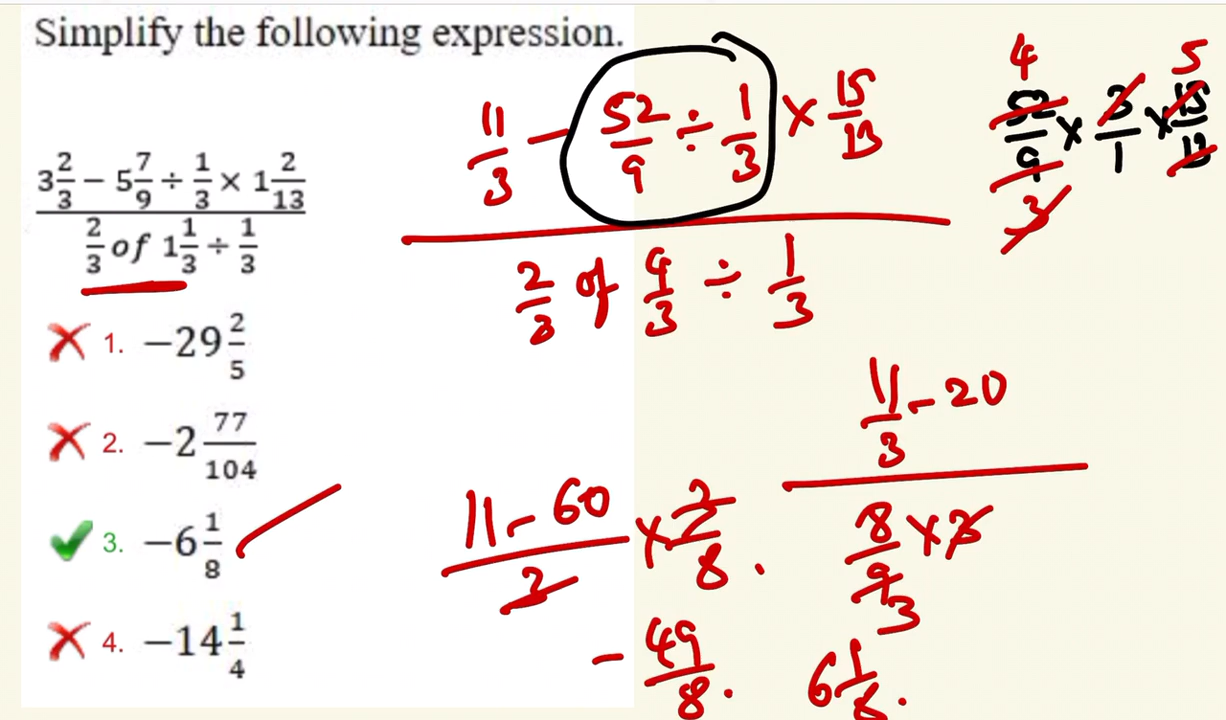 Simplify the following expression.
3 2/3 − 5 7/9 ÷ 1/3 × 1 2/13
2/3 of 1 1/3 ÷ 1/3
1. −29 2/5
2. −2 77/104
3. −6 1/8
4. −14 1/4
11/3 − 52/9 ÷ 1/3 × 15/13
2/3 of 4/3 ÷ 1/3
4 5
52/9 × 3/1 × 15/13
3
11/3 − 20
8/9 × 3
3
11 − 60/3 × 3/8 .
− 49/8 . 6 1/8 .